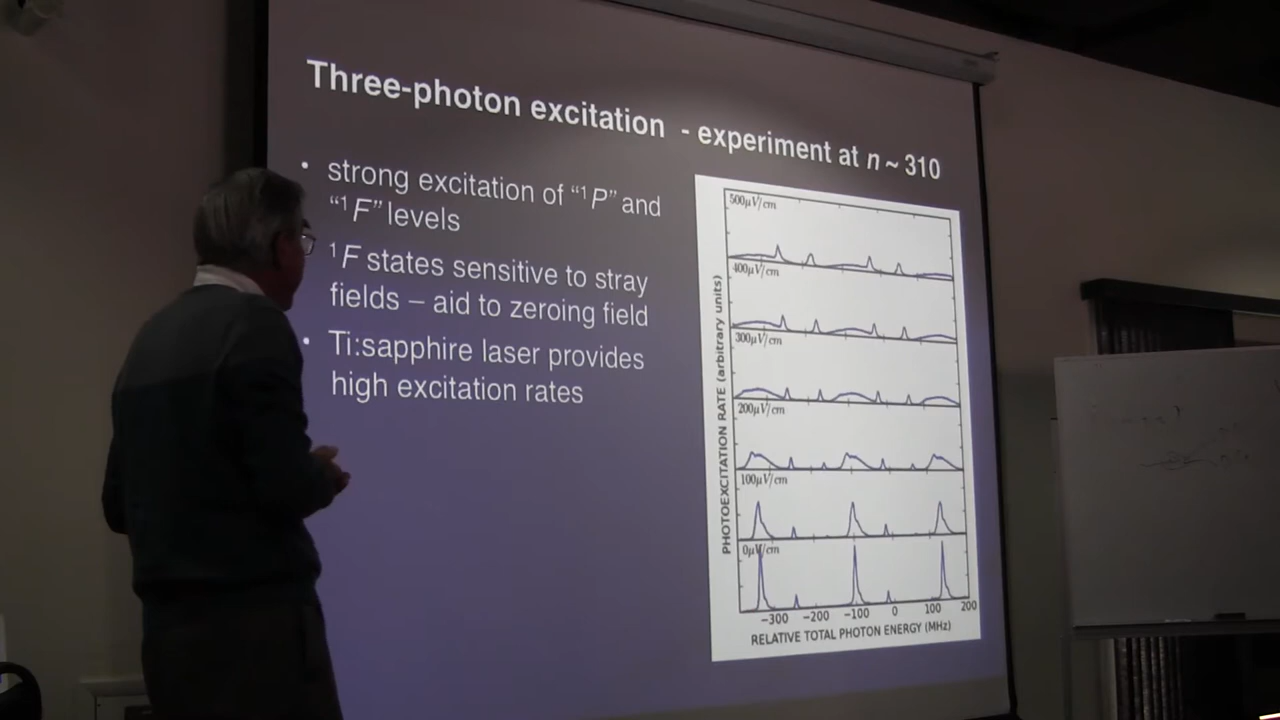 Three-photon excitation - experiment at n ~ 310
• strong excitation of “¹P” and
“¹F” levels
¹F states sensitive to stray
fields – aid to zeroing field
• Ti:sapphire laser provides
high excitation rates
PHOTOEXCITATION RATE (arbitrary units)
500μV/cm
400μV/cm
300μV/cm
200μV/cm
100μV/cm
0μV/cm
−300 −200 −100 0 100 200
RELATIVE TOTAL PHOTON ENERGY (MHz)